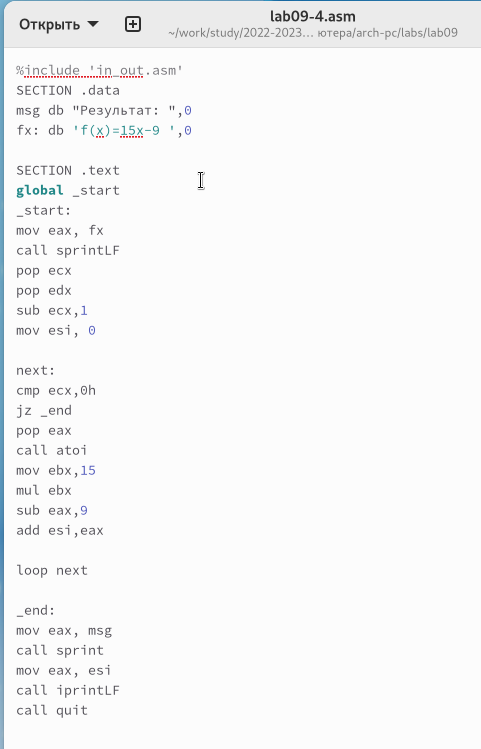 Открыть
lab09-4.asm
~/work/study/2022-2023... ютера/arch-pc/labs/lab09
%include 'in_out.asm'
SECTION .data
msg db "Результат: ",0
fx: db 'f(x)=15x-9 ',0
SECTION .text
global _start
_start:
mov eax, fx
call sprintLF
pop ecx
pop edx
sub ecx,1
mov esi, 0
next:
cmp ecx,0h
jz _end
pop eax
call atoi
mov ebx,15
mul ebx
sub eax,9
add esi,eax
loop next
_end:
mov eax, msg
call sprint
mov eax, esi
call iprintLF
call quit